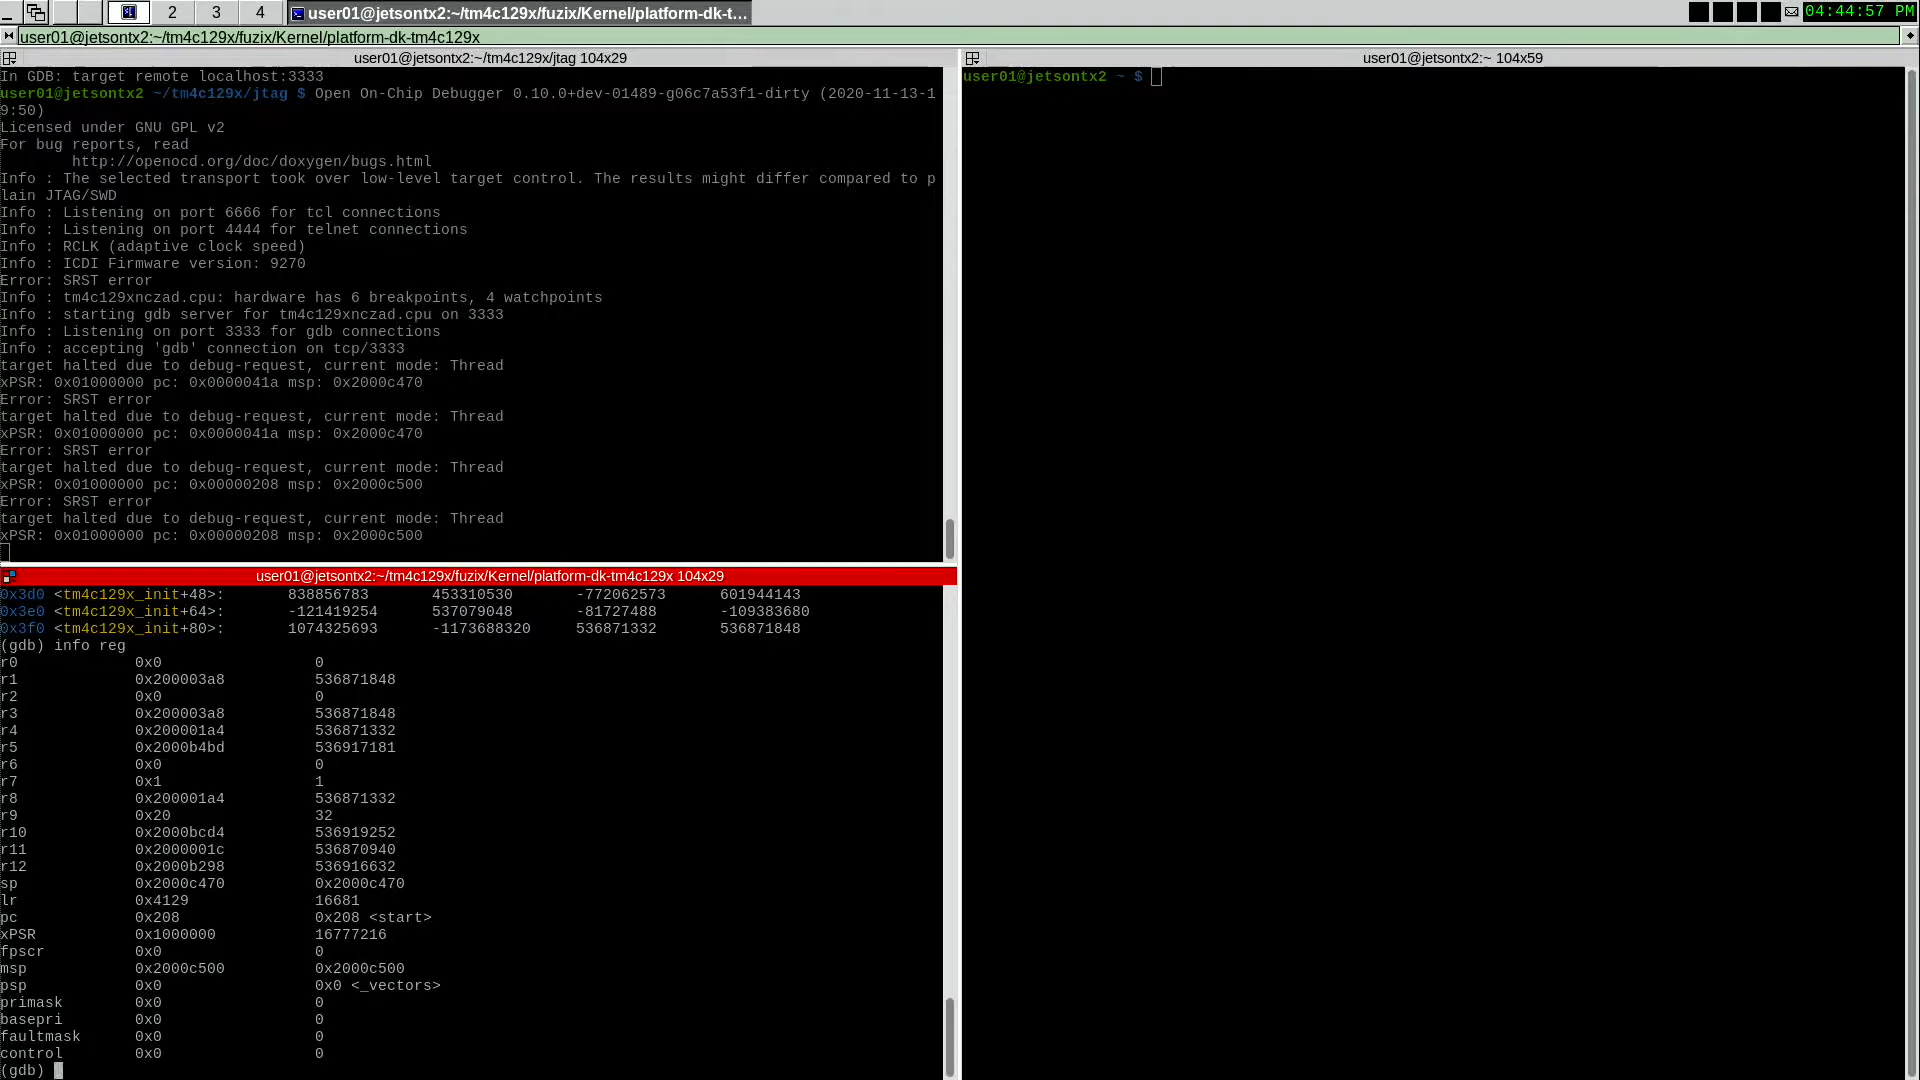 2
3
4
user01@jetsontx2:~/tm4c129x/fuzix/Kernel/platform-dk-t...
04:44:57 PM
user01@jetsontx2:~/tm4c129x/fuzix/Kernel/platform-dk-tm4c129x
user01@jetsontx2:~/tm4c129x/jtag 104x29
In GDB: target remote localhost:3333
user01@jetsontx2 ~/tm4c129x/jtag $ Open On-Chip Debugger 0.10.0+dev-01489-g06c7a53f1-dirty (2020-11-13-1
9:50)
Licensed under GNU GPL v2
For bug reports, read
http://openocd.org/doc/doxygen/bugs.html
Info : The selected transport took over low-level target control. The results might differ compared to p
lain JTAG/SWD
Info : Listening on port 6666 for tcl connections
Info : Listening on port 4444 for telnet connections
Info : RCLK (adaptive clock speed)
Info : ICDI Firmware version: 9270
Error: SRST error
Info : tm4c129xnczad.cpu: hardware has 6 breakpoints, 4 watchpoints
Info : starting gdb server for tm4c129xnczad.cpu on 3333
Info : Listening on port 3333 for gdb connections
Info : accepting 'gdb' connection on tcp/3333
target halted due to debug-request, current mode: Thread
xPSR: 0x01000000 pc: 0x0000041a msp: 0x2000c470
Error: SRST error
target halted due to debug-request, current mode: Thread
xPSR: 0x01000000 pc: 0x0000041a msp: 0x2000c470
Error: SRST error
target halted due to debug-request, current mode: Thread
xPSR: 0x01000000 pc: 0x00000208 msp: 0x2000c500
Error: SRST error
target halted due to debug-request, current mode: Thread
xPSR: 0x01000000 pc: 0x00000208 msp: 0x2000c500
user01@jetsontx2:~/tm4c129x/fuzix/Kernel/platform-dk-tm4c129x 104x29
0x3d0 <tm4c129x_init+48>: 838856783 453310530 -772062573 601944143
0x3e0 <tm4c129x_init+64>: -121419254 537079048 -81727488 -109383680
0x3f0 <tm4c129x_init+80>: 1074325693 -1173688320 536871332 536871848
(gdb) info reg
r0 0x0 0
r1 0x200003a8 536871848
r2 0x0 0
r3 0x200003a8 536871848
r4 0x200001a4 536871332
r5 0x2000b4bd 536917181
r6 0x0 0
r7 0x1 1
r8 0x200001a4 536871332
r9 0x20 32
r10 0x2000bcd4 536919252
r11 0x2000001c 536870940
r12 0x2000b298 536916632
sp 0x2000c470 0x2000c470
lr 0x4129 16681
pc 0x208 0x208 <start>
xPSR 0x1000000 16777216
fpscr 0x0 0
msp 0x2000c500 0x2000c500
psp 0x0 0x0 <_vectors>
primask 0x0 0
basepri 0x0 0
faultmask 0x0 0
control 0x0 0
(gdb)
user01@jetsontx2:~ 104x59
user01@jetsontx2 ~ $